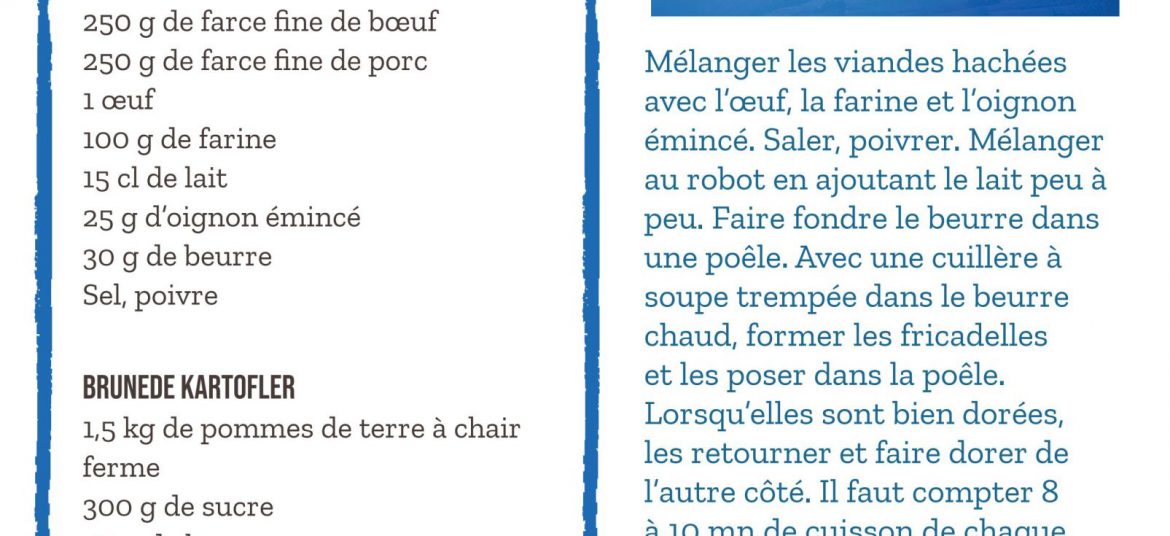 250 g de farce fine de bœuf
250 g de farce fine de porc
1 œuf
100 g de farine
15 cl de lait
25 g d’oignon émincé
30 g de beurre
Sel, poivre
BRUNEDE KARTOFLER
1,5 kg de pommes de terre à chair
ferme
300 g de sucre
Mélanger les viandes hachées
avec l’œuf, la farine et l’oignon
émincé. Saler, poivrer. Mélanger
au robot en ajoutant le lait peu à
peu. Faire fondre le beurre dans
une poêle. Avec une cuillère à
soupe trempée dans le beurre
chaud, former les fricadelles
et les poser dans la poêle.
Lorsqu’elles sont bien dorées,
les retourner et faire dorer de
l’autre côté. Il faut compter 8
à 10 mn de cuisson de chaque